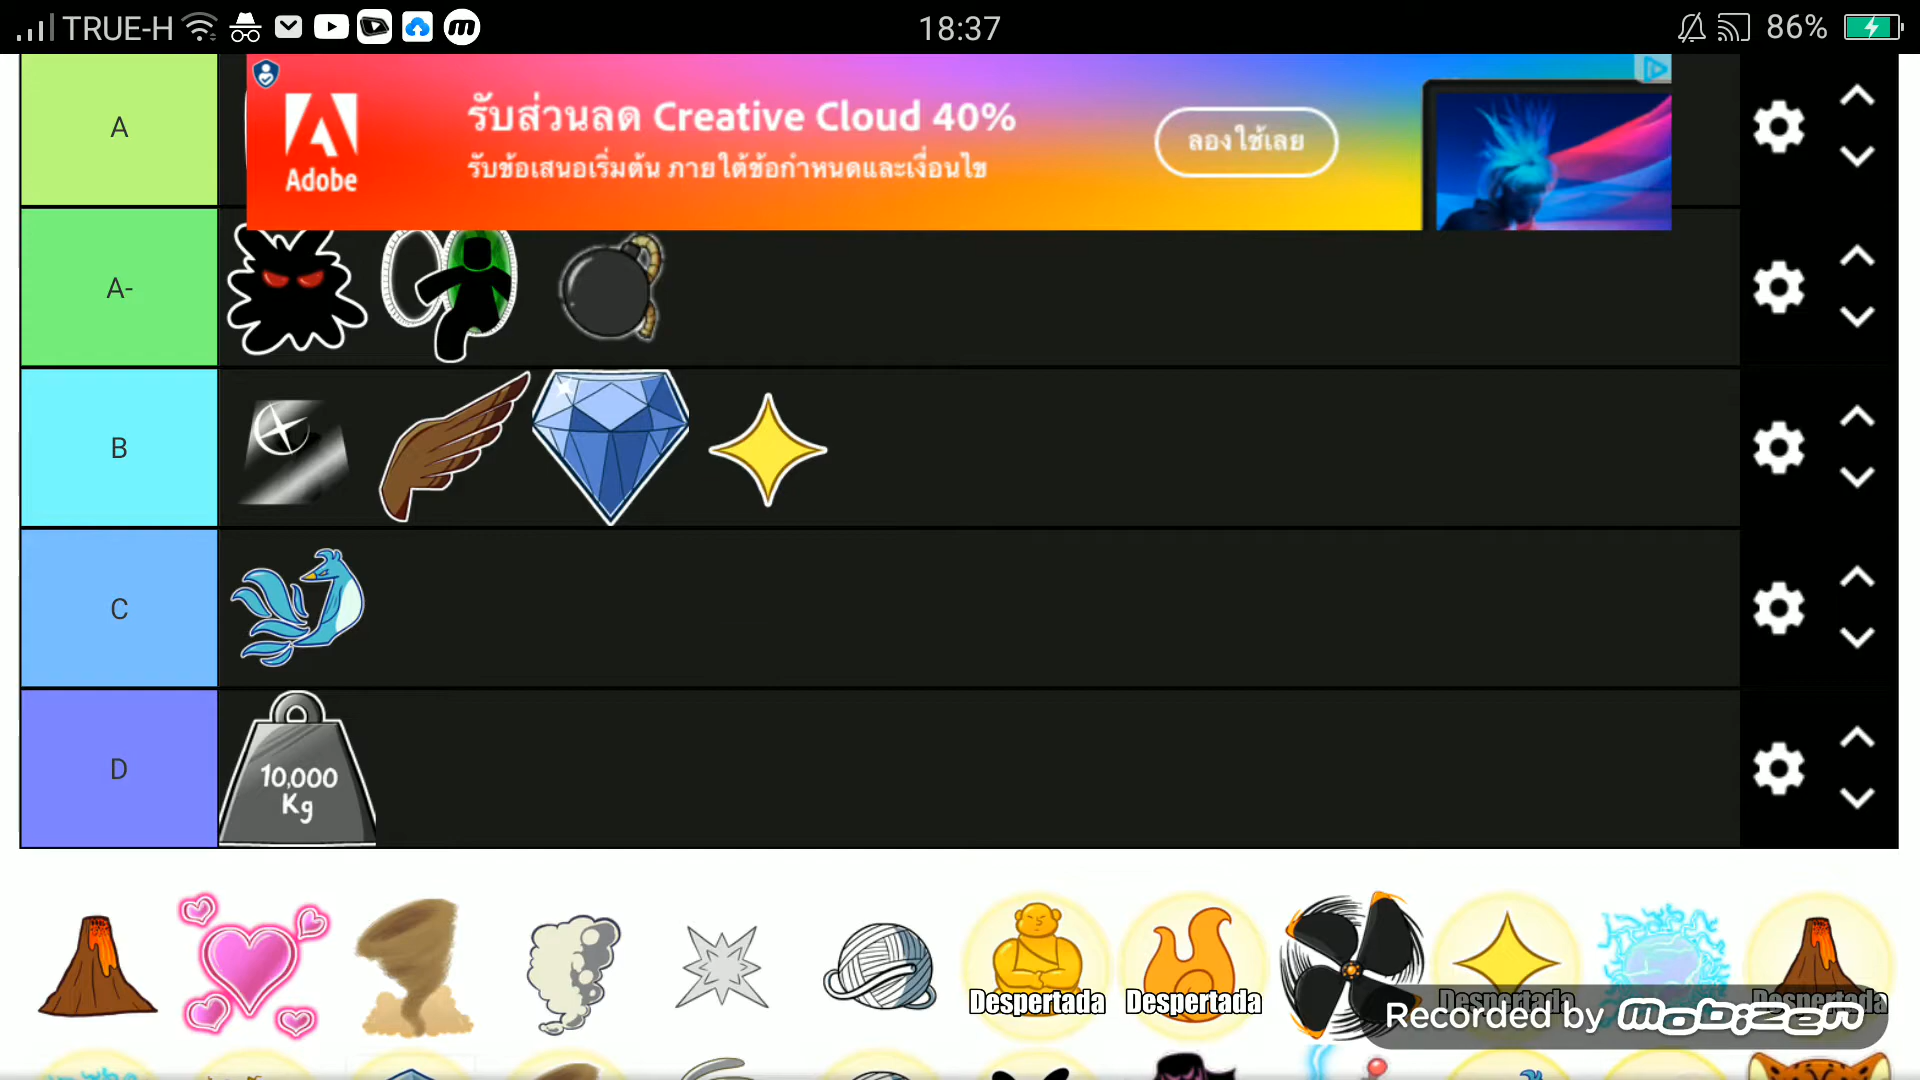 TRUE-H
18:37
86%
A
Adobe
รับส่วนลด Creative Cloud 40%
รับข้อเสนอเริ่มต้น ภายใต้ข้อกำหนดและเงื่อนไข
ลองใช้เลย
A-
B
C
D
10,000
Kg
Despertada
Despertada
Despertada
Despertada
Recorded by mobizen